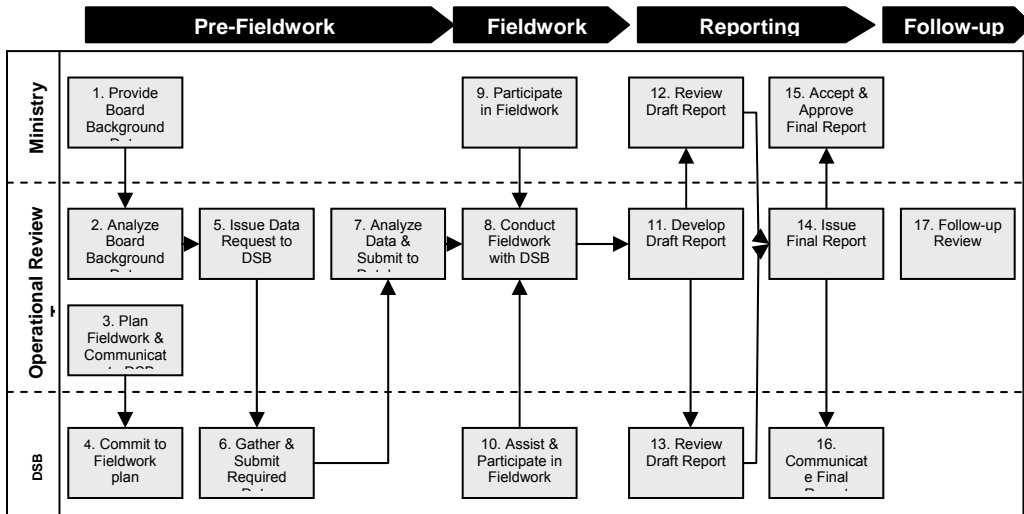 Pre-Fieldwork
Fieldwork
Reporting
Follow-up
Ministry
1. Provide
Board
Background
9. Participate
in Fieldwork
12. Review
Draft Report
15. Accept &
Approve
Final Report
Operational Review
2. Analyze
Board
Background
5. Issue Data
Request to
DSB
7. Analyze
Data &
Submit to
8. Conduct
Fieldwork
with DSB
11. Develop
Draft Report
14. Issue
Final Report
17. Follow-up
Review
3. Plan
Fieldwork &
Communicat
DSB
4. Commit to
Fieldwork
plan
6. Gather &
Submit
Required
10. Assist &
Participate in
Fieldwork
13. Review
Draft Report
16.
Communicat
e Final